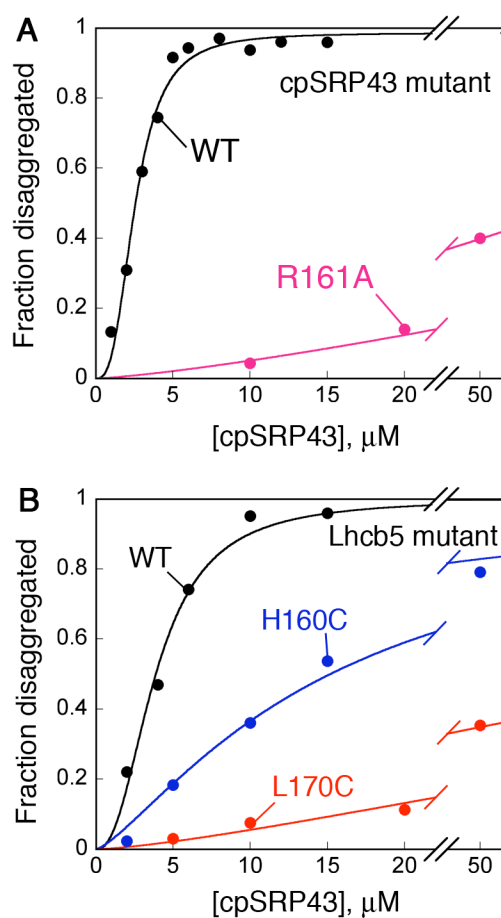 A
Fraction disaggregated
1
0.8
0.6
0.4
0.2
0
cpSRP43 mutant
WT
R161A
0 5 10 15 20 50
[cpSRP43], μM
B
Fraction disaggregated
1
0.8
0.6
0.4
0.2
0
Lhcb5 mutant
WT
H160C
L170C
0 5 10 15 20 50
[cpSRP43], μM